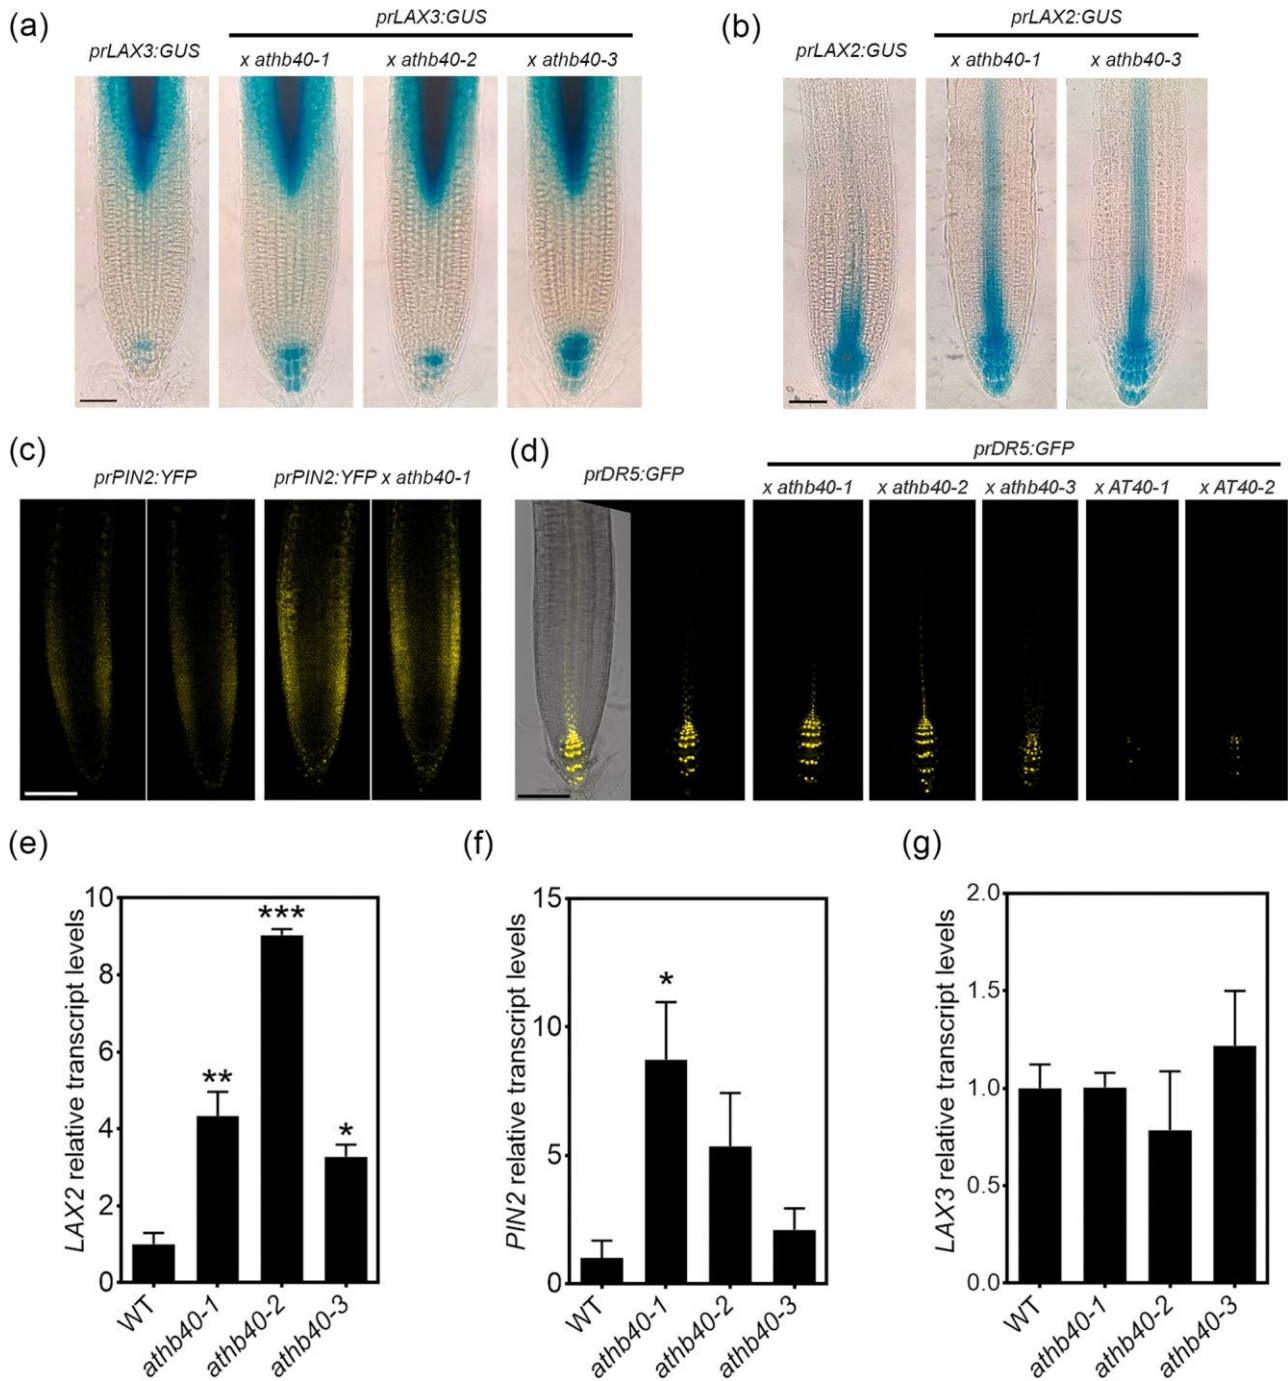 (a)
prLAX3:GUS
prLAX3:GUS
x athb40-1
x athb40-2
x athb40-3
(b)
prLAX2:GUS
prLAX2:GUS
x athb40-1
x athb40-3
(c)
prPIN2:YFP
prPIN2:YFP x athb40-1
(d)
prDR5:GFP
prDR5:GFP
x athb40-1
x athb40-2
x athb40-3
x AT40-1
x AT40-2
(e)
LAX2 relative transcript levels
10
8
6
4
2
0
**
***
*
WT
athb40-1
athb40-2
athb40-3
(f)
PIN2 relative transcript levels
15
10
5
0
*
WT
athb40-1
athb40-2
athb40-3
(g)
LAX3 relative transcript levels
2.0
1.5
1.0
0.5
0.0
WT
athb40-1
athb40-2
athb40-3